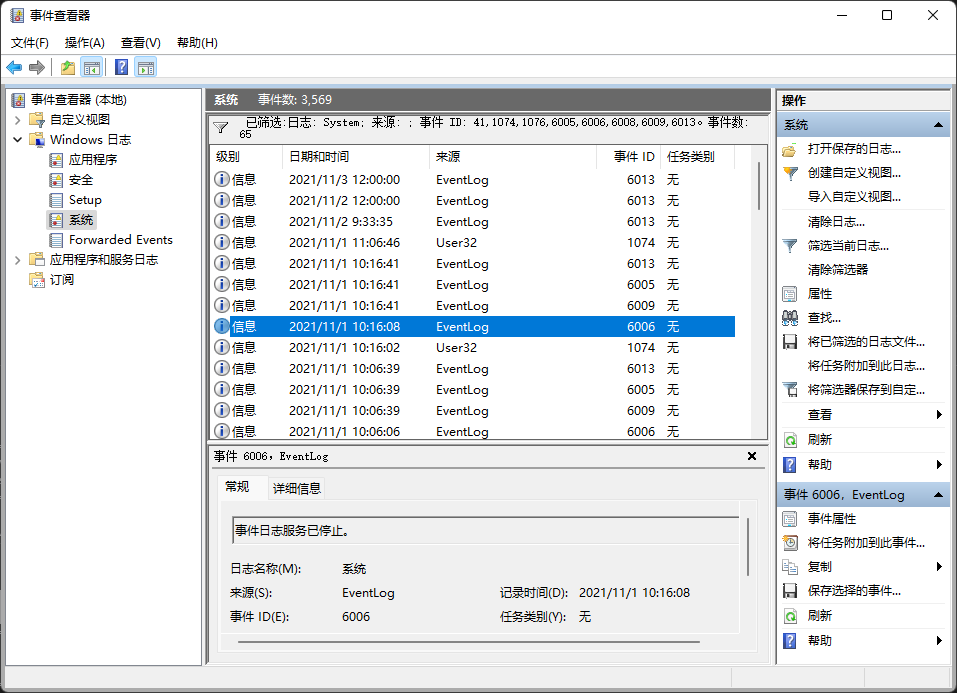 事件查看器
文件(F) 操作(A) 查看(V) 帮助(H)
事件查看器 (本地)
自定义视图
Windows 日志
应用程序
安全
Setup
系统
Forwarded Events
应用程序和服务日志
订阅
系统 事件数: 3,569
已筛选:日志: System; 来源: ; 事件 ID: 41,1074,1076,6005,6006,6008,6009,6013。事件数:
65
级别 日期和时间 来源 事件 ID 任务类别
信息 2021/11/3 12:00:00 EventLog 6013 无
信息 2021/11/2 12:00:00 EventLog 6013 无
信息 2021/11/2 9:33:35 EventLog 6013 无
信息 2021/11/1 11:06:46 User32 1074 无
信息 2021/11/1 10:16:41 EventLog 6013 无
信息 2021/11/1 10:16:41 EventLog 6005 无
信息 2021/11/1 10:16:41 EventLog 6009 无
信息 2021/11/1 10:16:08 EventLog 6006 无
信息 2021/11/1 10:16:02 User32 1074 无
信息 2021/11/1 10:06:39 EventLog 6013 无
信息 2021/11/1 10:06:39 EventLog 6005 无
信息 2021/11/1 10:06:39 EventLog 6009 无
信息 2021/11/1 10:06:06 EventLog 6006 无
事件 6006，EventLog
常规 详细信息
事件日志服务已停止。
日志名称(M): 系统
来源(S): EventLog 记录时间(D): 2021/11/1 10:16:08
事件 ID(E): 6006 任务类别(Y): 无
操作
系统
打开保存的日志...
创建自定义视图...
导入自定义视图...
清除日志...
筛选当前日志...
清除筛选器
属性
查找...
将已筛选的日志文件...
将任务附加到此日志...
将筛选器保存到自定...
查看
刷新
帮助
事件 6006，EventLog
事件属性
将任务附加到此事件...
复制
保存选择的事件...
刷新
帮助